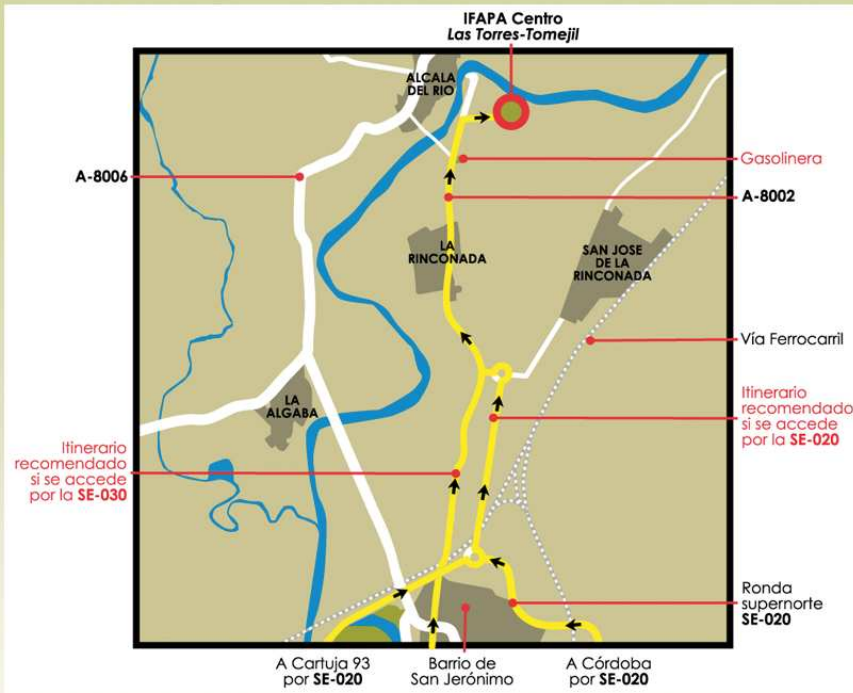 IFAPA Centro
Las Torres-Tomejil
ALCALA
DEL RIO
Gasolinera
A-8006
A-8002
LA
RINCONADA
SAN JOSE
DE LA
RINCONADA
Vía Ferrocarril
LA
ALGABA
Itinerario
recomendado
si se accede
por la SE-020
Itinerario
recomendado
si se accede
por la SE-030
Ronda
supernorte
SE-020
A Cartuja 93
por SE-020
Barrio de
San Jerónimo
A Córdoba
por SE-020